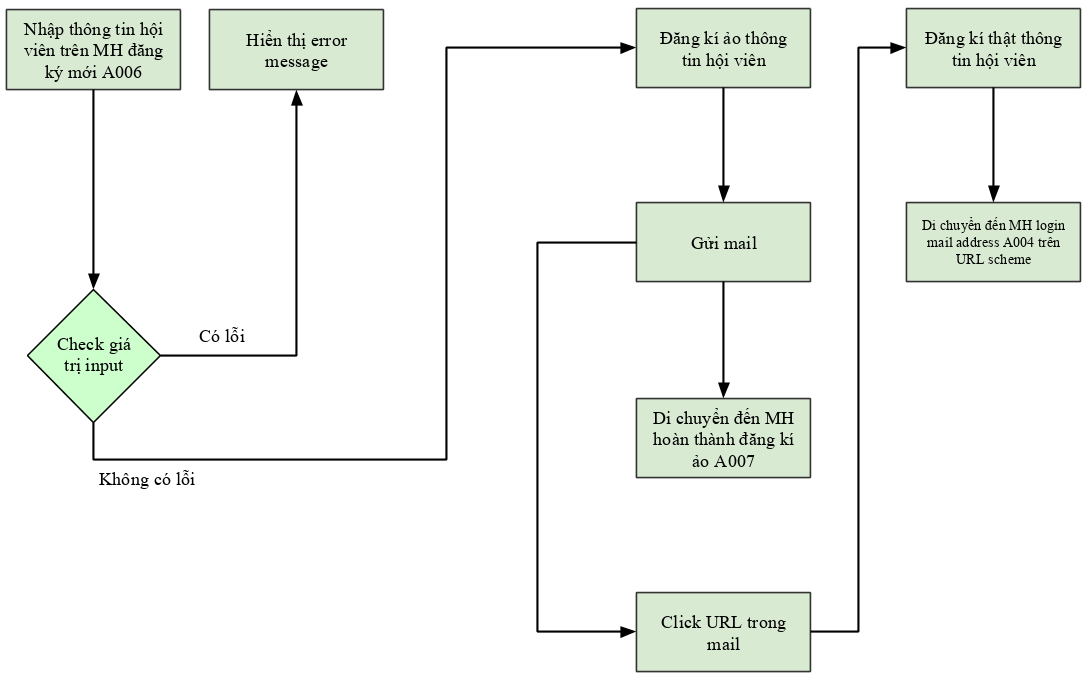 Nhập thông tin hội
viên trên MH đăng
ký mới A006
Hiển thị error
message
Check giá
trị input
Có lỗi
Không có lỗi
Đăng kí ảo thông
tin hội viên
Gửi mail
Di chuyển đến MH
hoàn thành đăng kí
ảo A007
Click URL trong
mail
Đăng kí thật thông
tin hội viên
Di chuyển đến MH login
mail address A004 trên
URL scheme